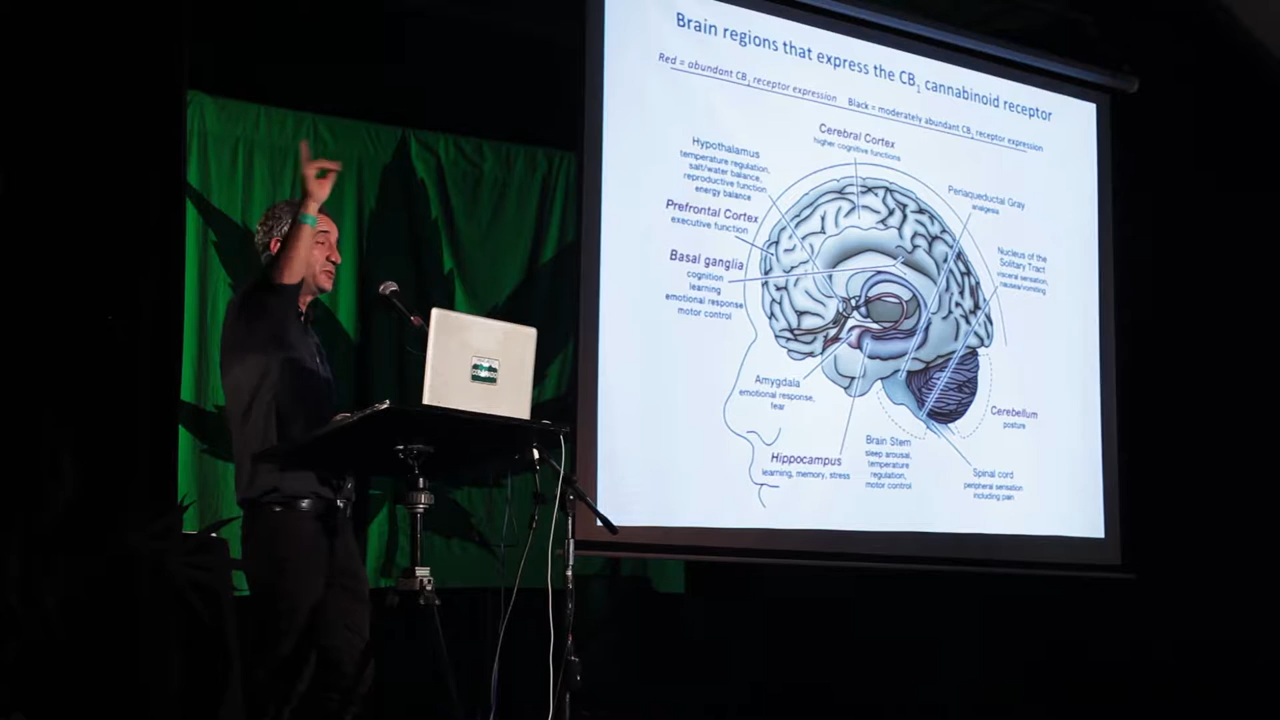 Brain regions that express the CB₁ cannabinoid receptor
Red = abundant CB₁ receptor expression Black = moderately abundant CB₁ receptor expression
Cerebral Cortex
higher cognitive functions
Hypothalamus
temperature regulation,
salt/water balance,
reproductive function
energy balance
Prefrontal Cortex
executive function
Basal ganglia
cognition
learning
emotional response
motor control
Periaqueductal Gray
analgesia
Nucleus of the
Solitary Tract
visceral sensation,
nausea/vomiting
Amygdala
emotional response,
fear
Hippocampus
learning, memory, stress
Brain Stem
sleep arousal,
temperature
regulation,
motor control
Cerebellum
posture
Spinal cord
peripheral sensation
including pain